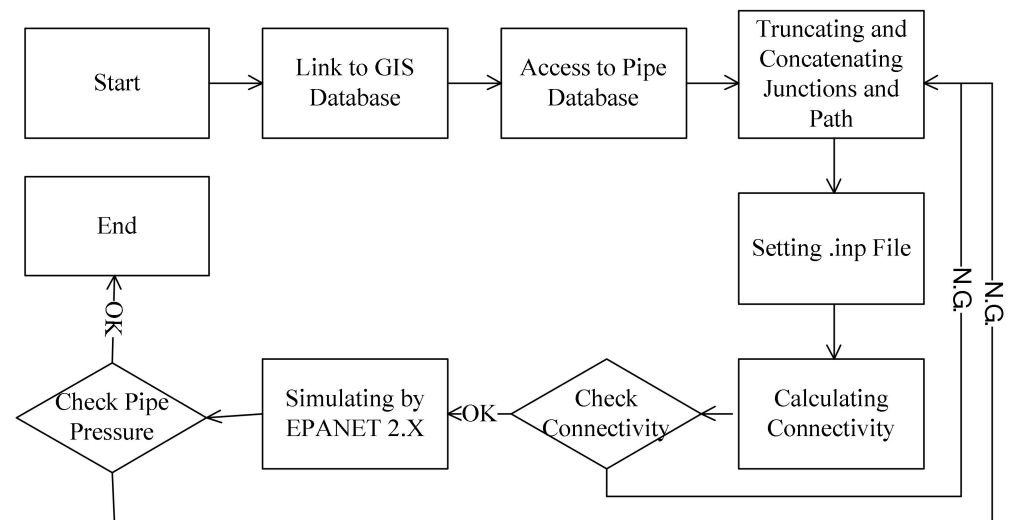 Start
Link to GIS
Database
Access to Pipe
Database
Truncating and
Concatenating
Junctions and
Path
End
Setting .inp File
N.G.
N.G.
OK
Check Pipe
Pressure
Simulating by
EPANET 2.X
OK
Check
Connectivity
Calculating
Connectivity